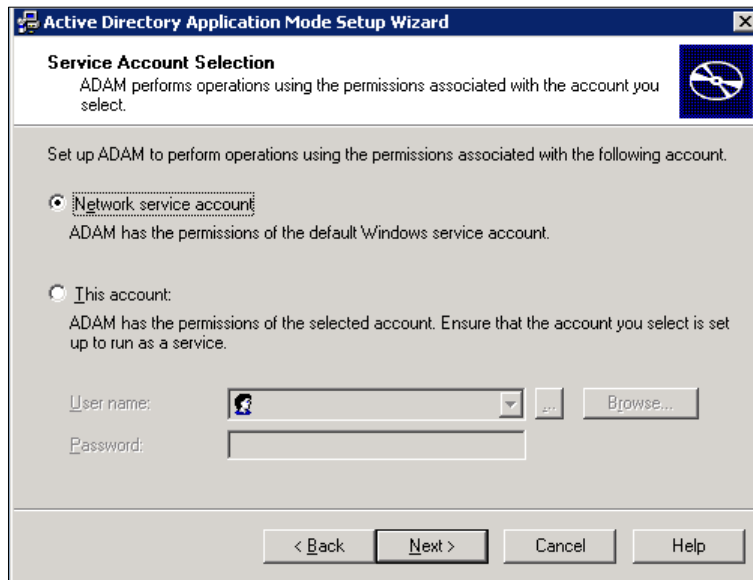 Active Directory Application Mode Setup Wizard
Service Account Selection
ADAM performs operations using the permissions associated with the account you
select.
Set up ADAM to perform operations using the permissions associated with the following account.
Network service account
ADAM has the permissions of the default Windows service account.
This account:
ADAM has the permissions of the selected account. Ensure that the account you select is set
up to run as a service.
User name:
...
Browse...
Password:
< Back
Next >
Cancel
Help